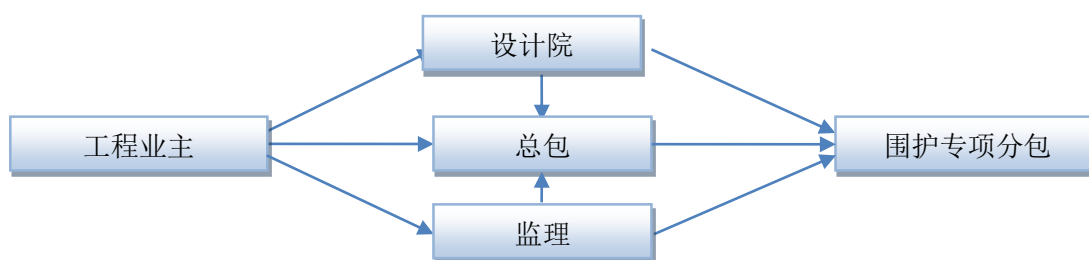 设计院
工程业主
总包
围护专项分包
监理